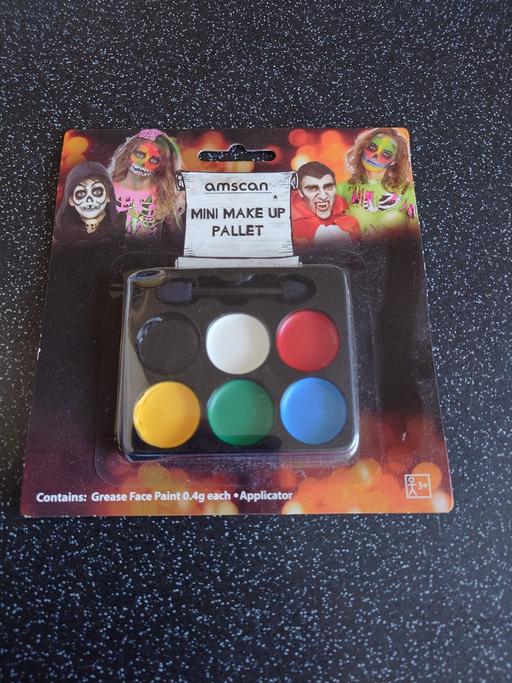 amscan
MINI MAKE UP
PALLET
Contains: Grease Face Paint 0.4g each • Applicator
3+